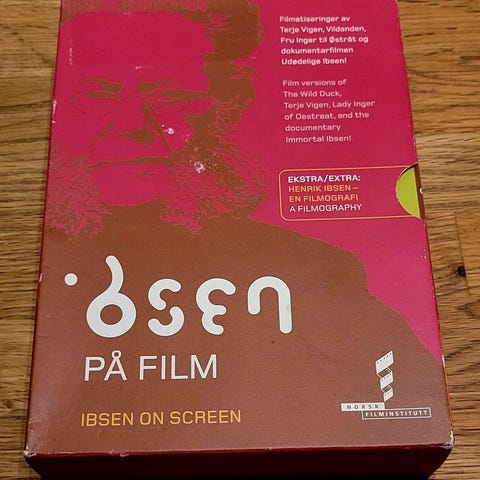 Filmatiseringer av
Terje Vigen, Vildanden,
Fru Inger til Østråt og
dokumentarfilmen
Udødelige Ibsen!
Film versions of
The Wild Duck,
Terje Vigen, Lady Inger
of Oestraat, and the
documentary
Immortal Ibsen!
EKSTRA/EXTRA:
HENRIK IBSEN –
EN FILMOGRAFI
A FILMOGRAPHY
ibsen
PÅ FILM
IBSEN ON SCREEN
NORSK
FILMINSTITUTT